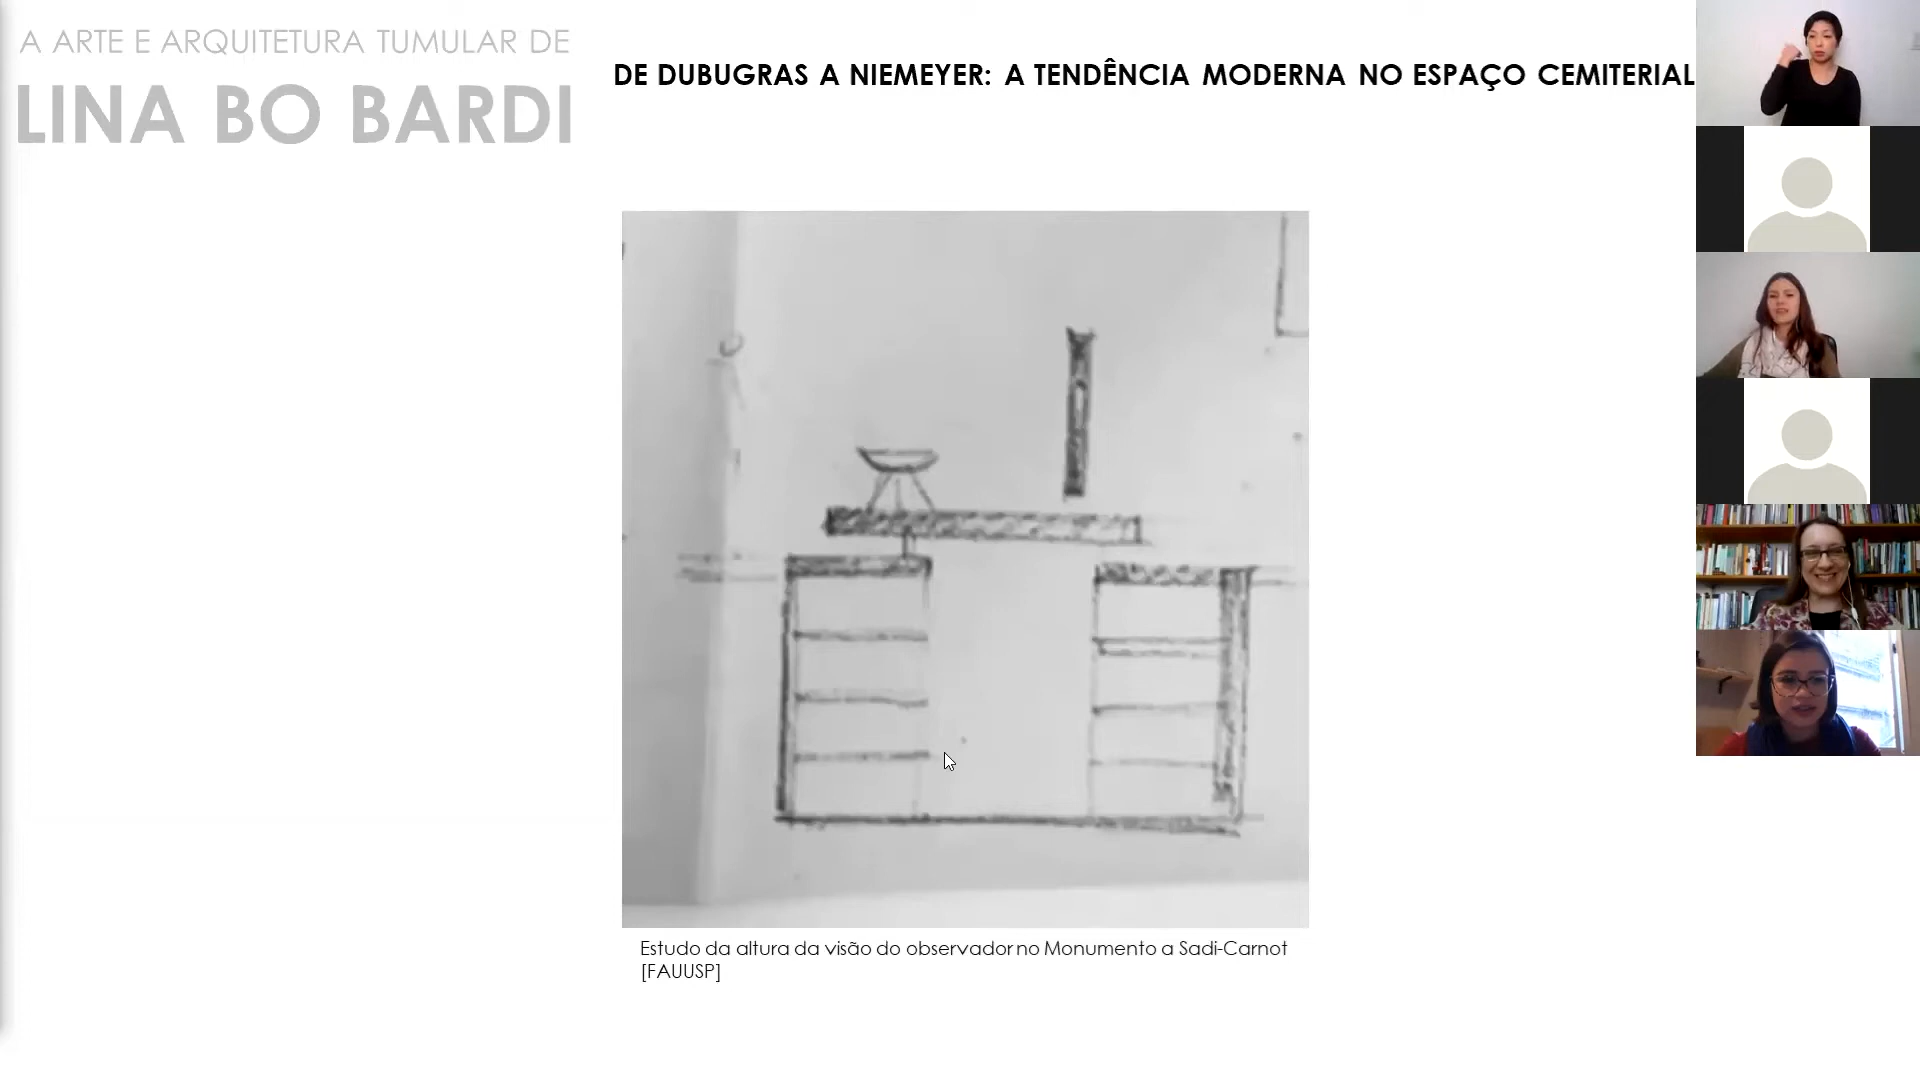 A ARTE E ARQUITETURA TUMULAR DE
LINA BO BARDI
DE DUBUGRAS A NIEMEYER: A TENDÊNCIA MODERNA NO ESPAÇO CEMITERIAL
Estudo da altura da visão do observador no Monumento a Sadi-Carnot
[FAUUSP]